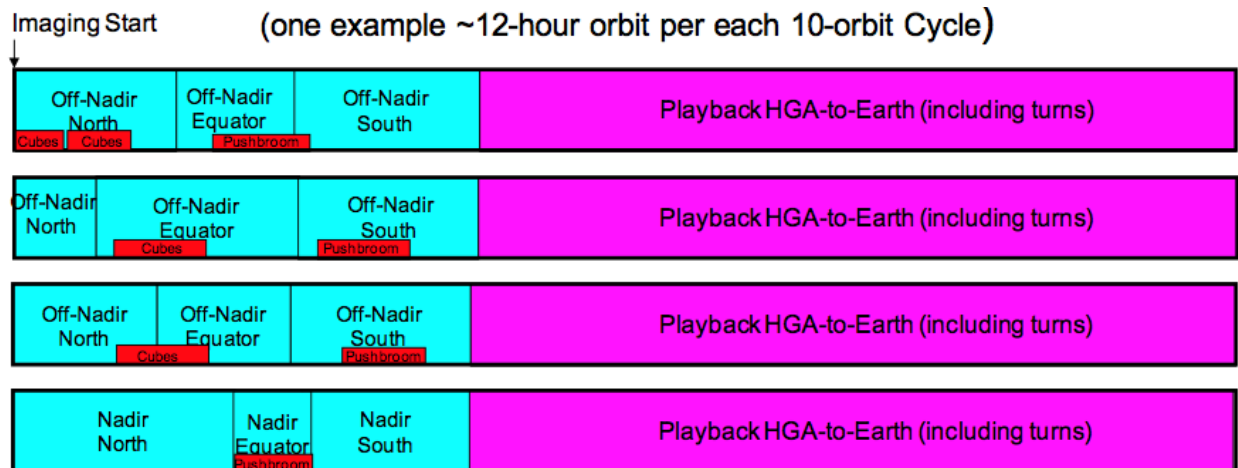 Imaging Start
(one example ~12-hour orbit per each 10-orbit Cycle)
Off-Nadir
North
Cubes
Cubes
Off-Nadir
Equator
Pushbroom
Off-Nadir
South
Playback HGA-to-Earth (including turns)
Off-Nadir
North
Off-Nadir
Equator
Cubes
Off-Nadir
South
Pushbroom
Playback HGA-to-Earth (including turns)
Off-Nadir
North
Cubes
Off-Nadir
Equator
Off-Nadir
South
Pushbroom
Playback HGA-to-Earth (including turns)
Nadir
North
Nadir
Equator
Pushbroom
Nadir
South
Playback HGA-to-Earth (including turns)